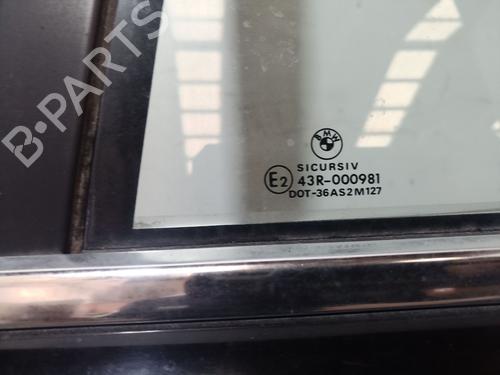 B-PARTS
BMW
SICURSIV
E2 43R-000981
DOT-36AS2M127